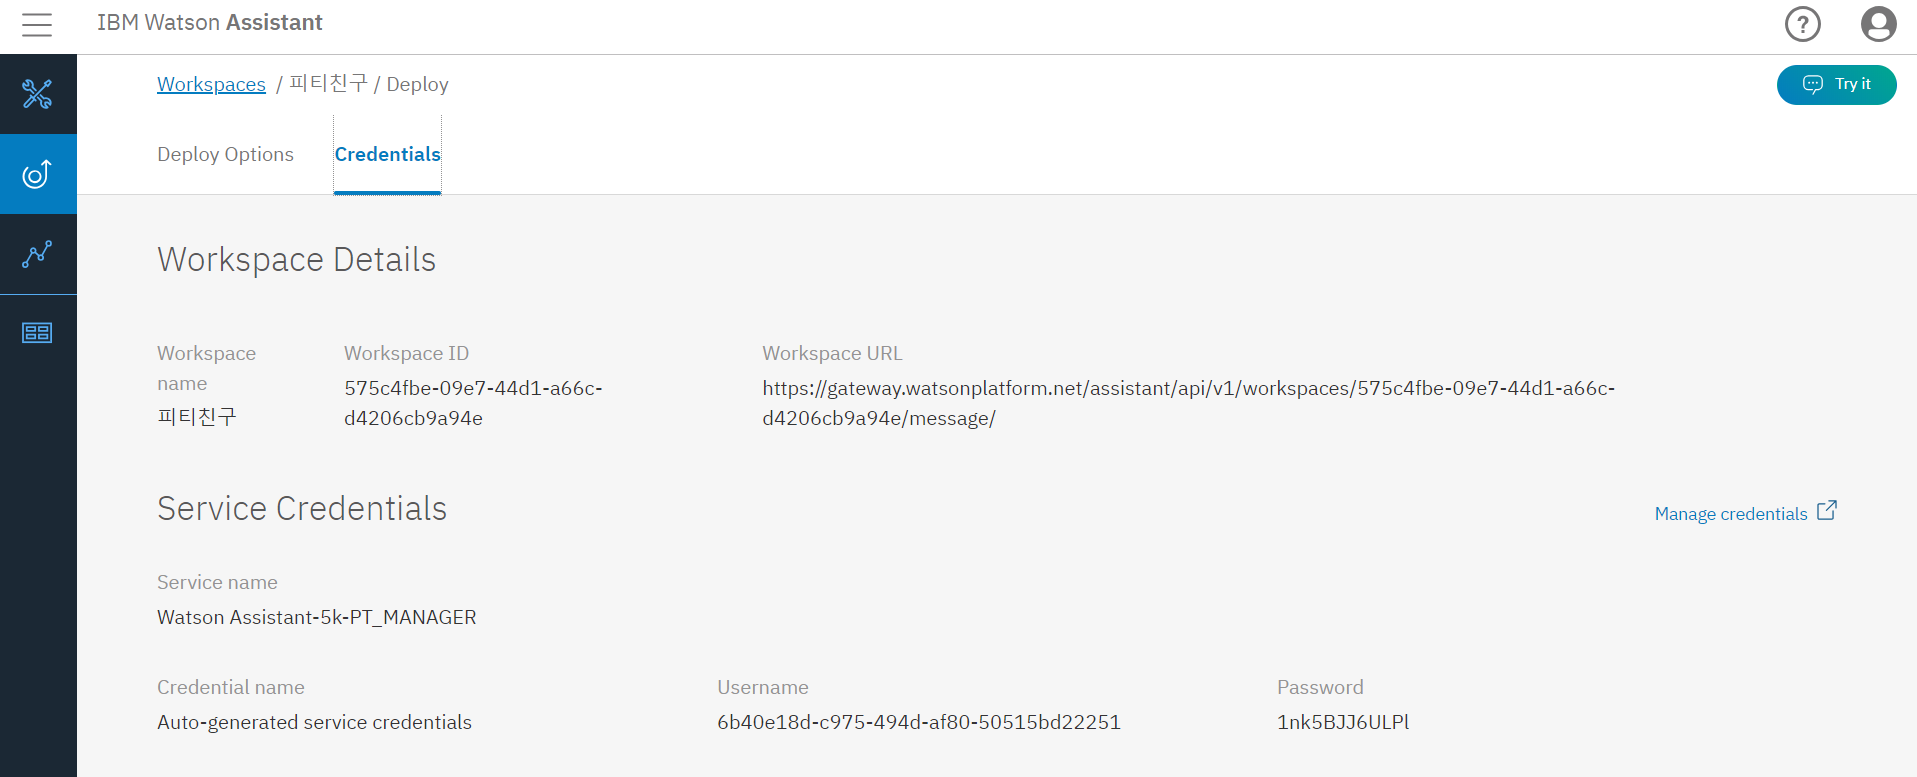 IBM Watson Assistant
?
Workspaces / 피티친구 / Deploy
Try it
Deploy Options
Credentials
Workspace Details
Workspace name
피티친구
Workspace ID
575c4fbe-09e7-44d1-a66c-
d4206cb9a94e
Workspace URL
https://gateway.watsonplatform.net/assistant/api/v1/workspaces/575c4fbe-09e7-44d1-a66c-
d4206cb9a94e/message/
Service Credentials
Manage credentials
Service name
Watson Assistant-5k-PT_MANAGER
Credential name
Auto-generated service credentials
Username
6b40e18d-c975-494d-af80-50515bd22251
Password
1nk5BJJ6ULPl